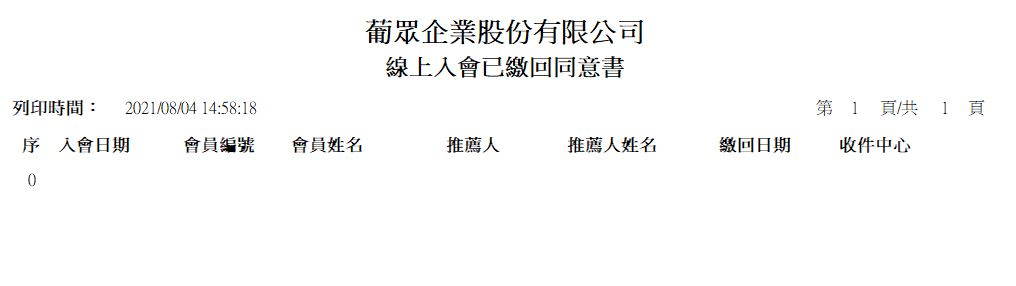 葡眾企業股份有限公司
線上入會已繳回同意書
列印時間： 2021/08/04 14:58:18 第 1 頁/共 1 頁
序 入會日期 會員編號 會員姓名 推薦人 推薦人姓名 繳回日期 收件中心
0